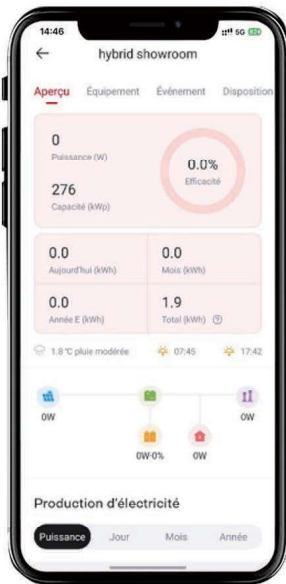 14:46
5G
hybrid showroom
Aperçu Équipement Événement Disposition
0
Puissance (W)
276
Capacité (kWp)
0.0%
Efficacité
0.0
Aujourd'hui (kWh)
0.0
Mois (kWh)
0.0
Année E (kWh)
1.9
Total (kWh)
1.8 °C pluie modérée 07:45 17:42
0W 0W
0W·0% 0W
Production d'électricité
Puissance Jour Mois Année